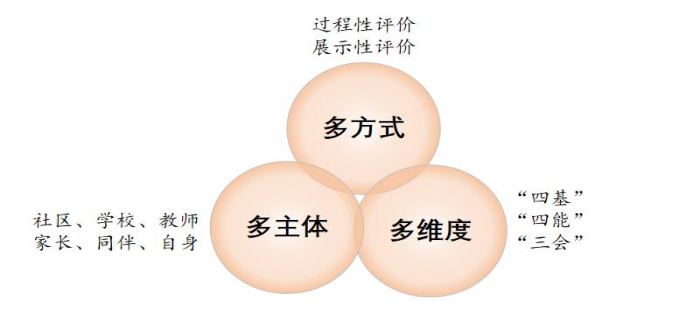 过程性评价
展示性评价
多方式
社区、学校、教师
家长、同伴、自身
多主体
多维度
“四基”
“四能”
“三会”